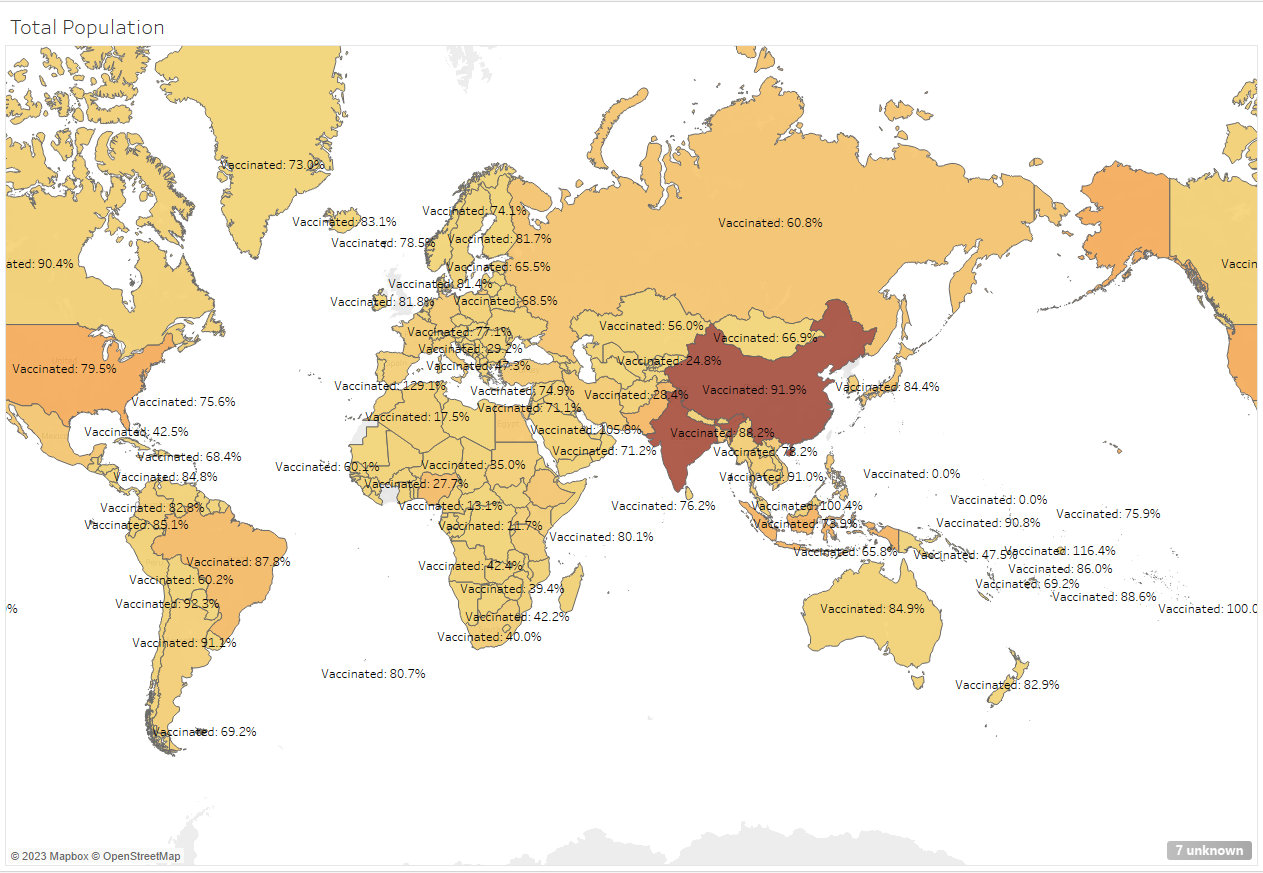 Total Population
Vaccinated: 73.0%
Vaccinated: 74.1%
Vaccinated: 83.1%
Vaccinated: 60.8%
Vaccinated: 78.5%
Vaccinated: 81.7%
ated: 90.4%
Vaccin
Vaccinated: 65.5%
Vaccinated: 81.4%
Vaccinated: 81.8%
Vaccinated: 68.5%
Vaccinated: 56.0%
Vaccinated: 77.1%
Vaccinated: 66.9%
Vaccinated: 29.2%
Vaccinated: 24.8%
Vaccinated: 47.3%
Vaccinated: 79.5%
Vaccinated: 129.1%
Vaccinated: 84.4%
Vaccinated: 74.9%
Vaccinated: 91.9%
Vaccinated: 28.4%
Vaccinated: 75.6%
Vaccinated: 71.1%
Vaccinated: 17.5%
Vaccinated: 42.5%
Vaccinated: 105.8%
Vaccinated: 88.2%
Vaccinated: 71.2%
Vaccinated: 78.2%
Vaccinated: 68.4%
Vaccinated: 60.1%
Vaccinated: 35.0%
Vaccinated: 0.0%
Vaccinated: 84.8%
Vaccinated: 91.0%
Vaccinated: 27.7%
Vaccinated: 0.0%
Vaccinated: 82.8%
Vaccinated: 13.1%
Vaccinated: 76.2%
Vaccinated: 100.4%
Vaccinated: 75.9%
Vaccinated: 85.1%
Vaccinated: 11.7%
Vaccinated: 73.9%
Vaccinated: 90.8%
Vaccinated: 80.1%
Vaccinated: 65.8%
Vaccinated: 47.5%
Vaccinated: 116.4%
Vaccinated: 87.8%
Vaccinated: 42.4%
Vaccinated: 86.0%
Vaccinated: 60.2%
Vaccinated: 69.2%
Vaccinated: 39.4%
Vaccinated: 88.6%
Vaccinated: 92.3%
%
Vaccinated: 84.9%
Vaccinated: 100.0
Vaccinated: 42.2%
Vaccinated: 91.1%
Vaccinated: 40.0%
Vaccinated: 80.7%
Vaccinated: 82.9%
Vaccinated: 69.2%
© 2023 Mapbox © OpenStreetMap
7 unknown